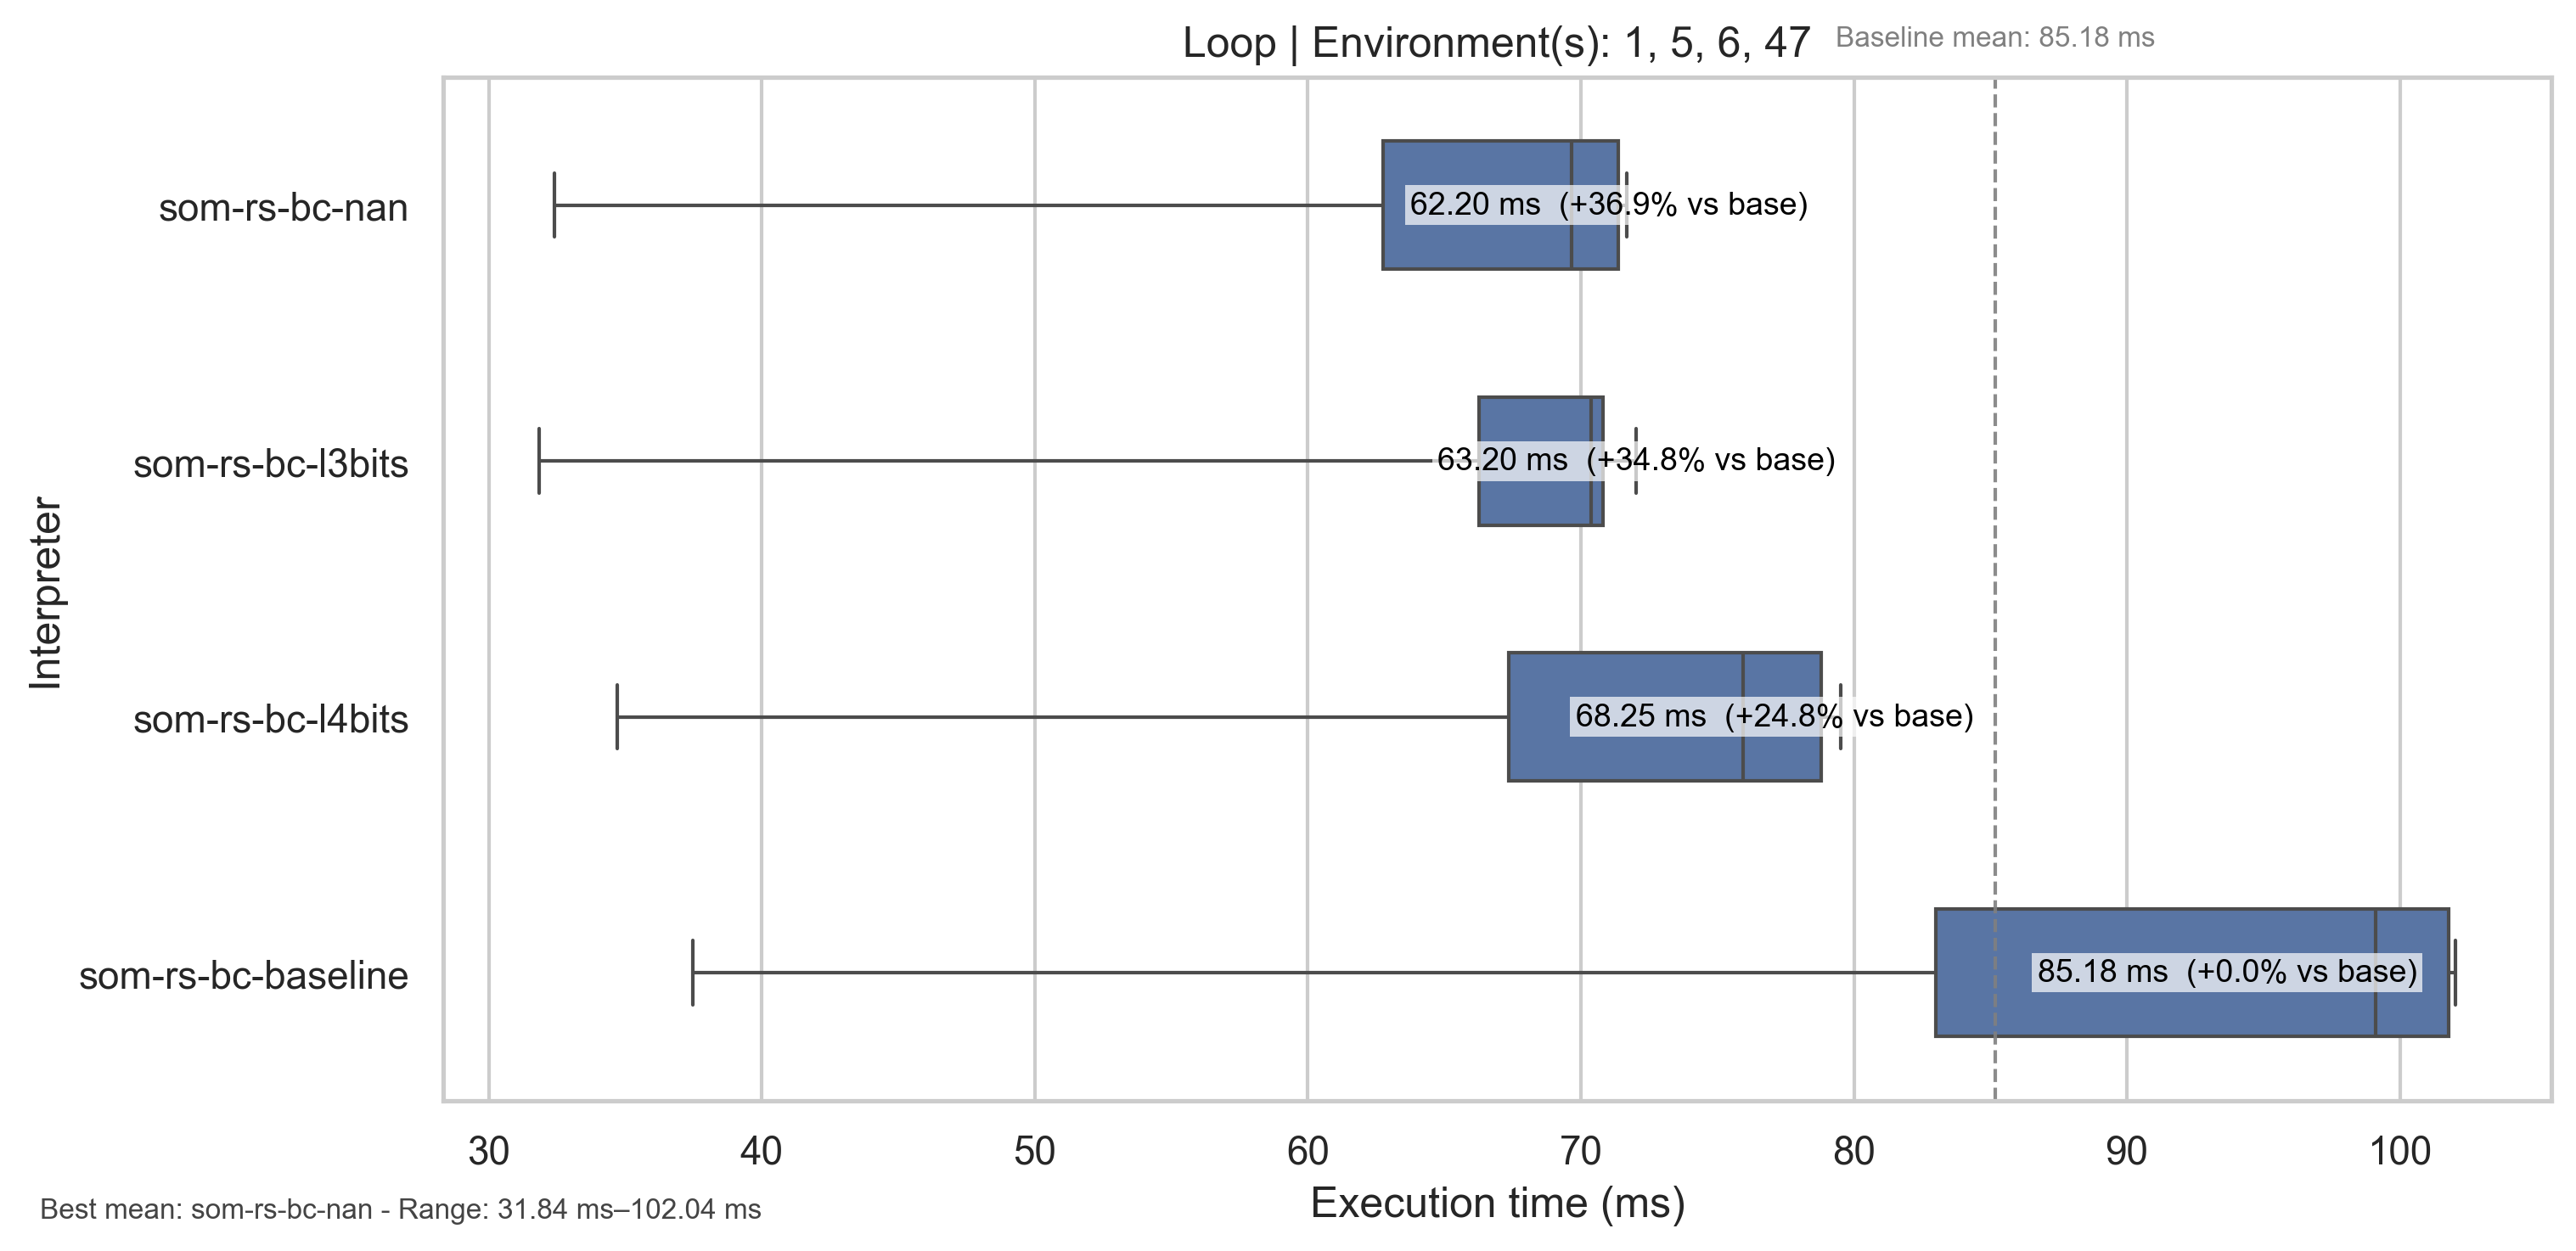 Loop | Environment(s): 1, 5, 6, 47
Baseline mean: 85.18 ms
Interpreter
som-rs-bc-nan
62.20 ms  (+36.9% vs base)
som-rs-bc-l3bits
63.20 ms  (+34.8% vs base)
som-rs-bc-l4bits
68.25 ms  (+24.8% vs base)
som-rs-bc-baseline
85.18 ms  (+0.0% vs base)
30 40 50 60 70 80 90 100
Execution time (ms)
Best mean: som-rs-bc-nan - Range: 31.84 ms–102.04 ms